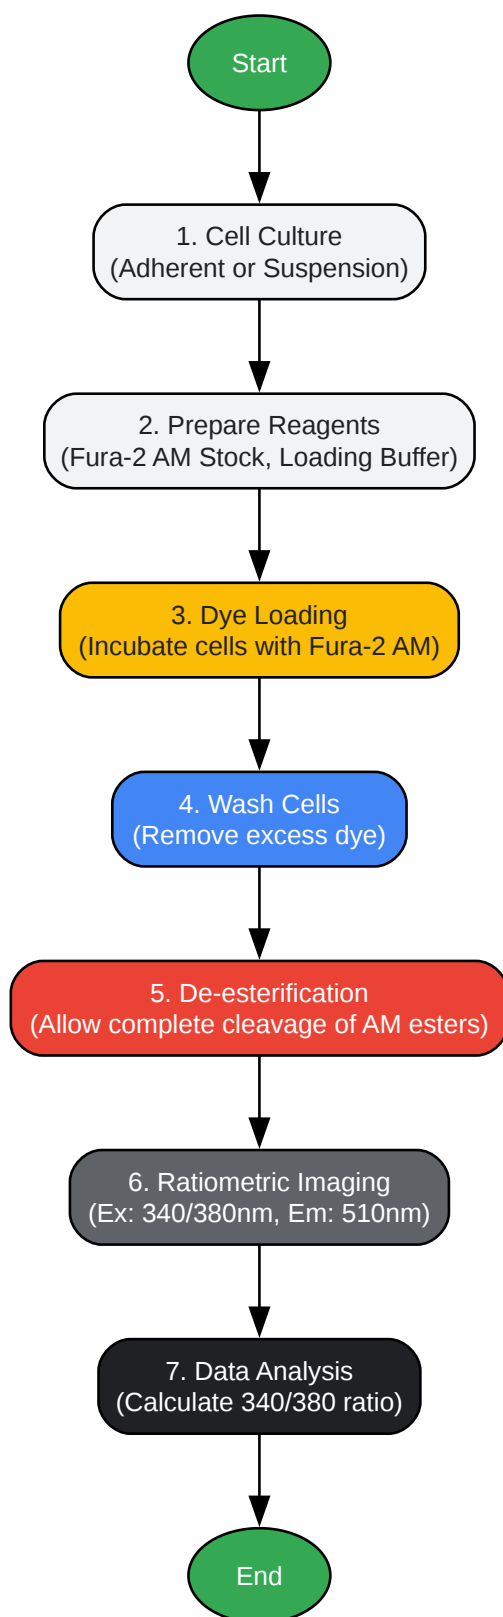 Start
1. Cell Culture
(Adherent or Suspension)
2. Prepare Reagents
(Fura-2 AM Stock, Loading Buffer)
3. Dye Loading
(Incubate cells with Fura-2 AM)
4. Wash Cells
(Remove excess dye)
5. De-esterification
(Allow complete cleavage of AM esters)
6. Ratiometric Imaging
(Ex: 340/380nm, Em: 510nm)
7. Data Analysis
(Calculate 340/380 ratio)
End